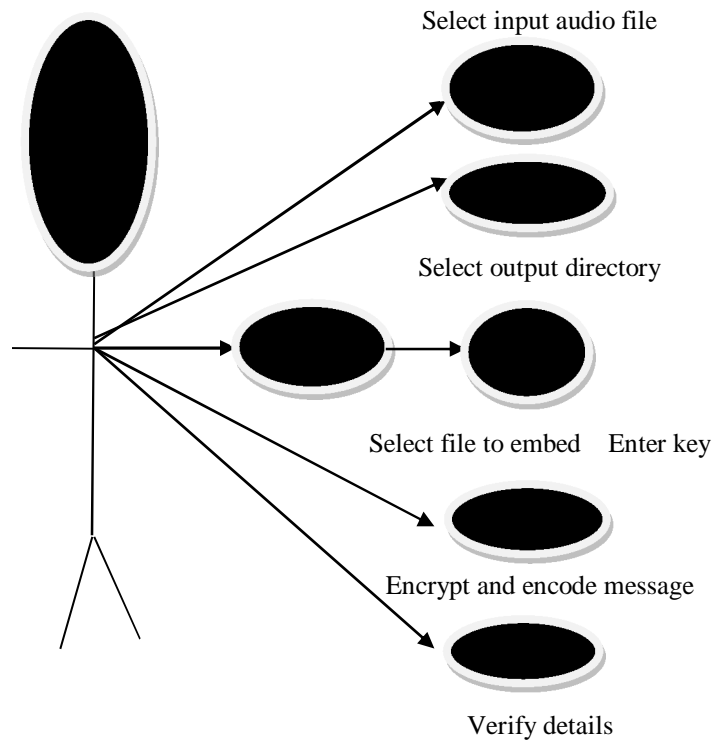 Select input audio file
Select output directory
Select file to embed    Enter key
Encrypt and encode message
Verify details